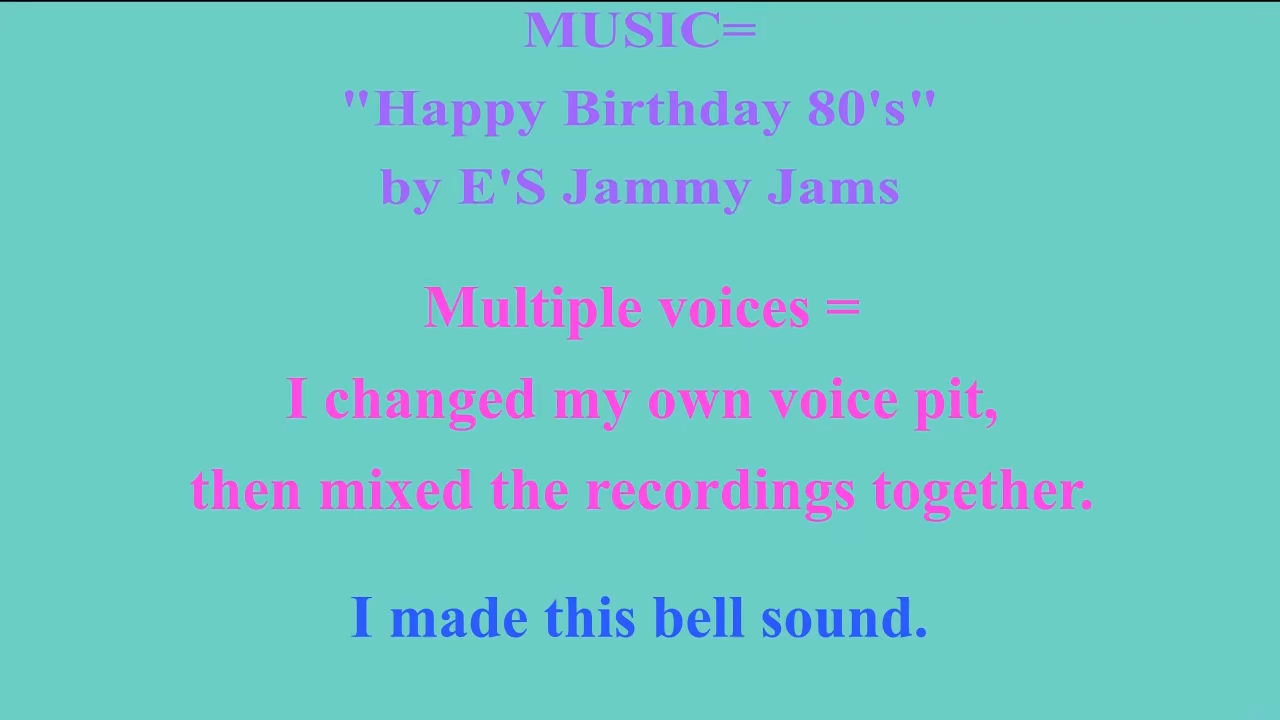 MUSIC=
"Happy Birthday 80's"
by E'S Jammy Jams
Multiple voices =
I changed my own voice pit,
then mixed the recordings together.
I made this bell sound.